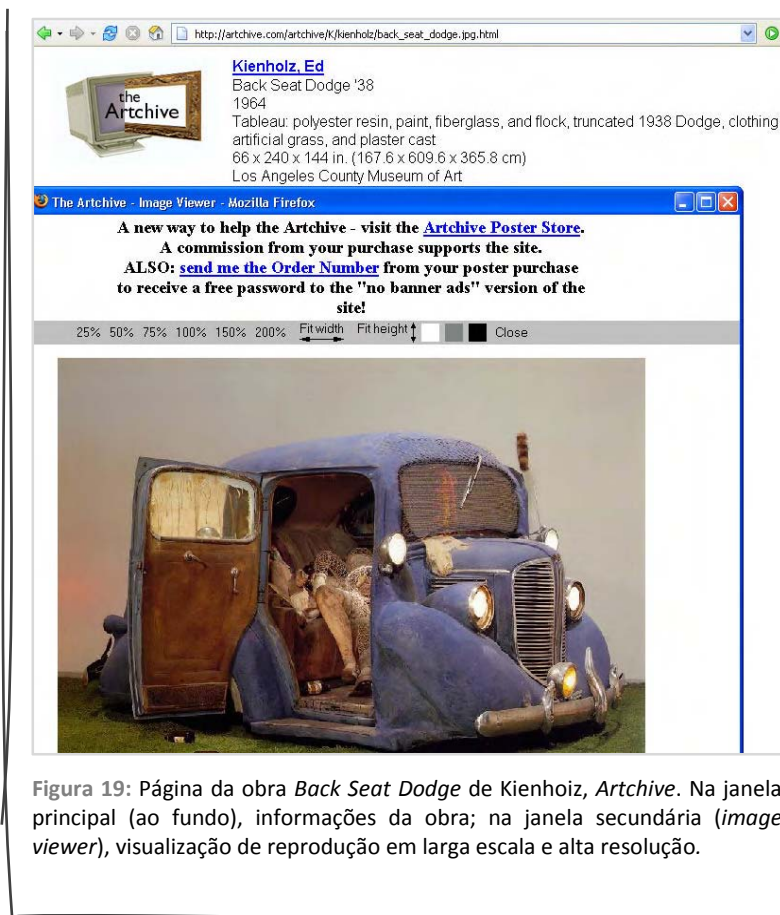 http://artchive.com/artchive/K/kienholz/back_seat_dodge.jpg.html
the
Artchive
Kienholz, Ed
Back Seat Dodge '38
1964
Tableau: polyester resin, paint, fiberglass, and flock, truncated 1938 Dodge, clothing
artificial grass, and plaster cast
66 x 240 x 144 in. (167.6 x 609.6 x 365.8 cm)
Los Angeles County Museum of Art
The Artchive - Image Viewer - Mozilla Firefox
A new way to help the Artchive - visit the Artchive Poster Store.
A commission from your purchase supports the site.
ALSO: send me the Order Number from your poster purchase
to receive a free password to the "no banner ads" version of the
site!
25% 50% 75% 100% 150% 200% Fit width Fit height Close
Figura 19: Página da obra Back Seat Dodge de Kienhoiz, Artchive. Na janela
principal (ao fundo), informações da obra; na janela secundária (image
viewer), visualização de reprodução em larga escala e alta resolução.